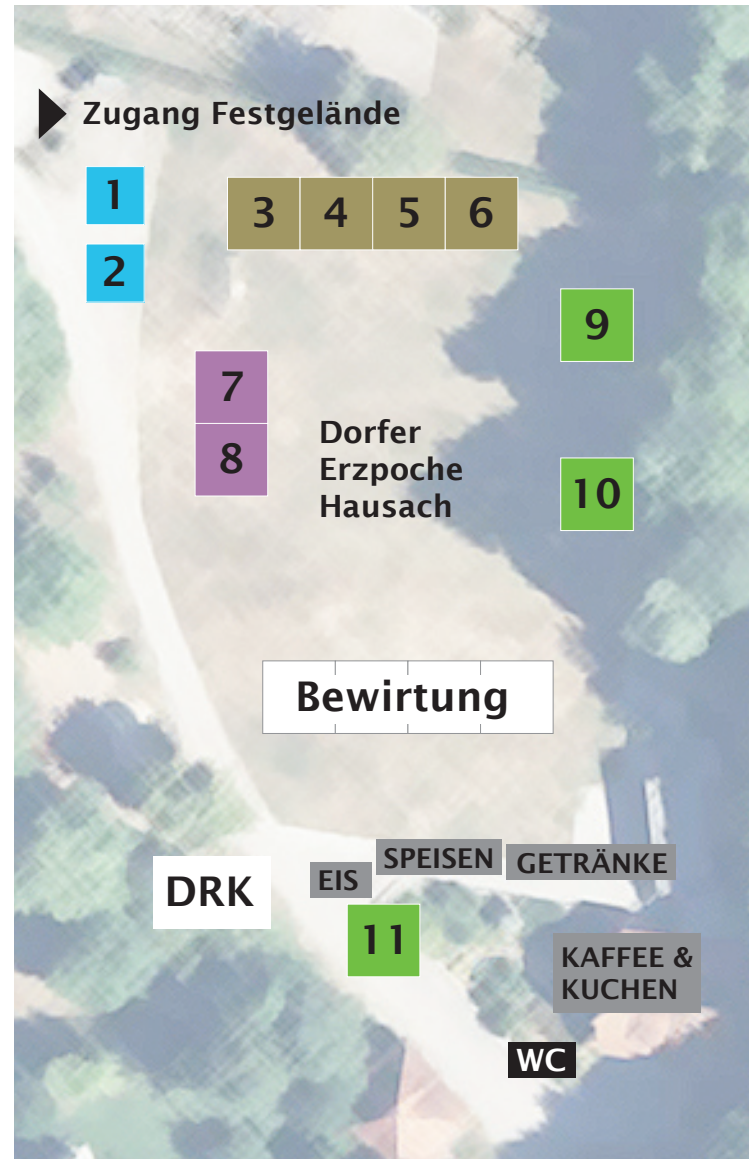 Zugang Festgelände
1
3 4 5 6
2
9
7
8
Dorfer
Erzpoche
Hausach
10
Bewirtung
SPEISEN
GETRÄNKE
EIS
DRK
11
KAFFEE &
KUCHEN
WC